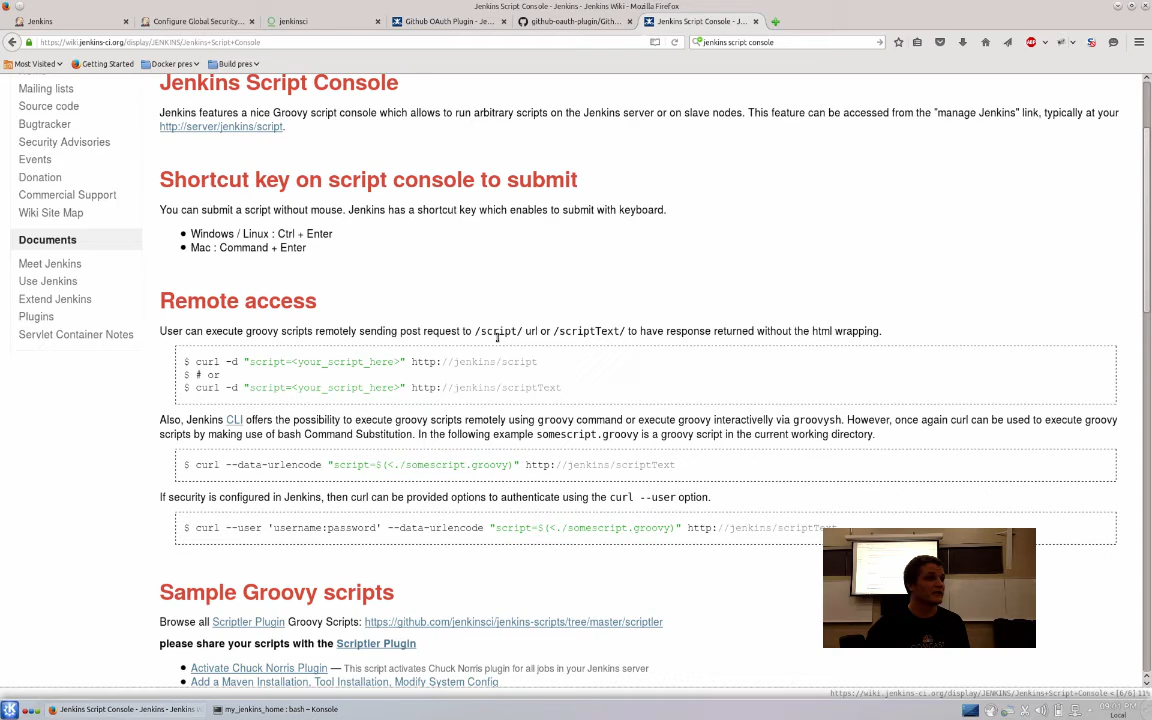 Jenkins Script Console - Jenkins - Jenkins Wiki - Mozilla Firefox
Jenkins
Configure Global Security...
jenkinsci
Github OAuth Plugin - Je...
github-oauth-plugin/Gith...
Jenkins Script Console - J...
https://wiki.jenkins-ci.org/display/JENKINS/Jenkins+Script+Console
jenkins script console
Most Visited
Getting Started
Docker pres
Build pres
Mailing lists
Source code
Bugtracker
Security Advisories
Events
Donation
Commercial Support
Wiki Site Map
Documents
Meet Jenkins
Use Jenkins
Extend Jenkins
Plugins
Servlet Container Notes
Jenkins Script Console
Jenkins features a nice Groovy script console which allows to run arbitrary scripts on the Jenkins server or on slave nodes. This feature can be accessed from the "manage Jenkins" link, typically at your
http://server/jenkins/script.
Shortcut key on script console to submit
You can submit a script without mouse. Jenkins has a shortcut key which enables to submit with keyboard.
Windows / Linux : Ctrl + Enter
Mac : Command + Enter
Remote access
User can execute groovy scripts remotely sending post request to /script/ url or /scriptText/ to have response returned without the html wrapping.
$ curl -d "script=<your_script_here>" http://jenkins/script
$ # or
$ curl -d "script=<your_script_here>" http://jenkins/scriptText
Also, Jenkins CLI offers the possibility to execute groovy scripts remotely using groovy command or execute groovy interactivelly via groovysh. However, once again curl can be used to execute groovy
scripts by making use of bash Command Substitution. In the following example somescript.groovy is a groovy script in the current working directory.
$ curl --data-urlencode "script=$(<./somescript.groovy)" http://jenkins/scriptText
If security is configured in Jenkins, then curl can be provided options to authenticate using the curl --user option.
$ curl --user 'username:password' --data-urlencode "script=$(<./somescript.groovy)" http://jenkins/scriptText
Sample Groovy scripts
Browse all Scriptler Plugin Groovy Scripts: https://github.com/jenkinsci/jenkins-scripts/tree/master/scriptler
please share your scripts with the Scriptler Plugin
Activate Chuck Norris Plugin — This script activates Chuck Norris plugin for all jobs in your Jenkins server
Add a Maven Installation, Tool Installation, Modify System Config
https://wiki.jenkins-ci.org/display/JENKINS/Jenkins+Script+Console <[6/6] 11%
Jenkins Script Console - Jenkins - Jenkins Wi
my_jenkins_home : bash – Konsole
09:01 PM
Local